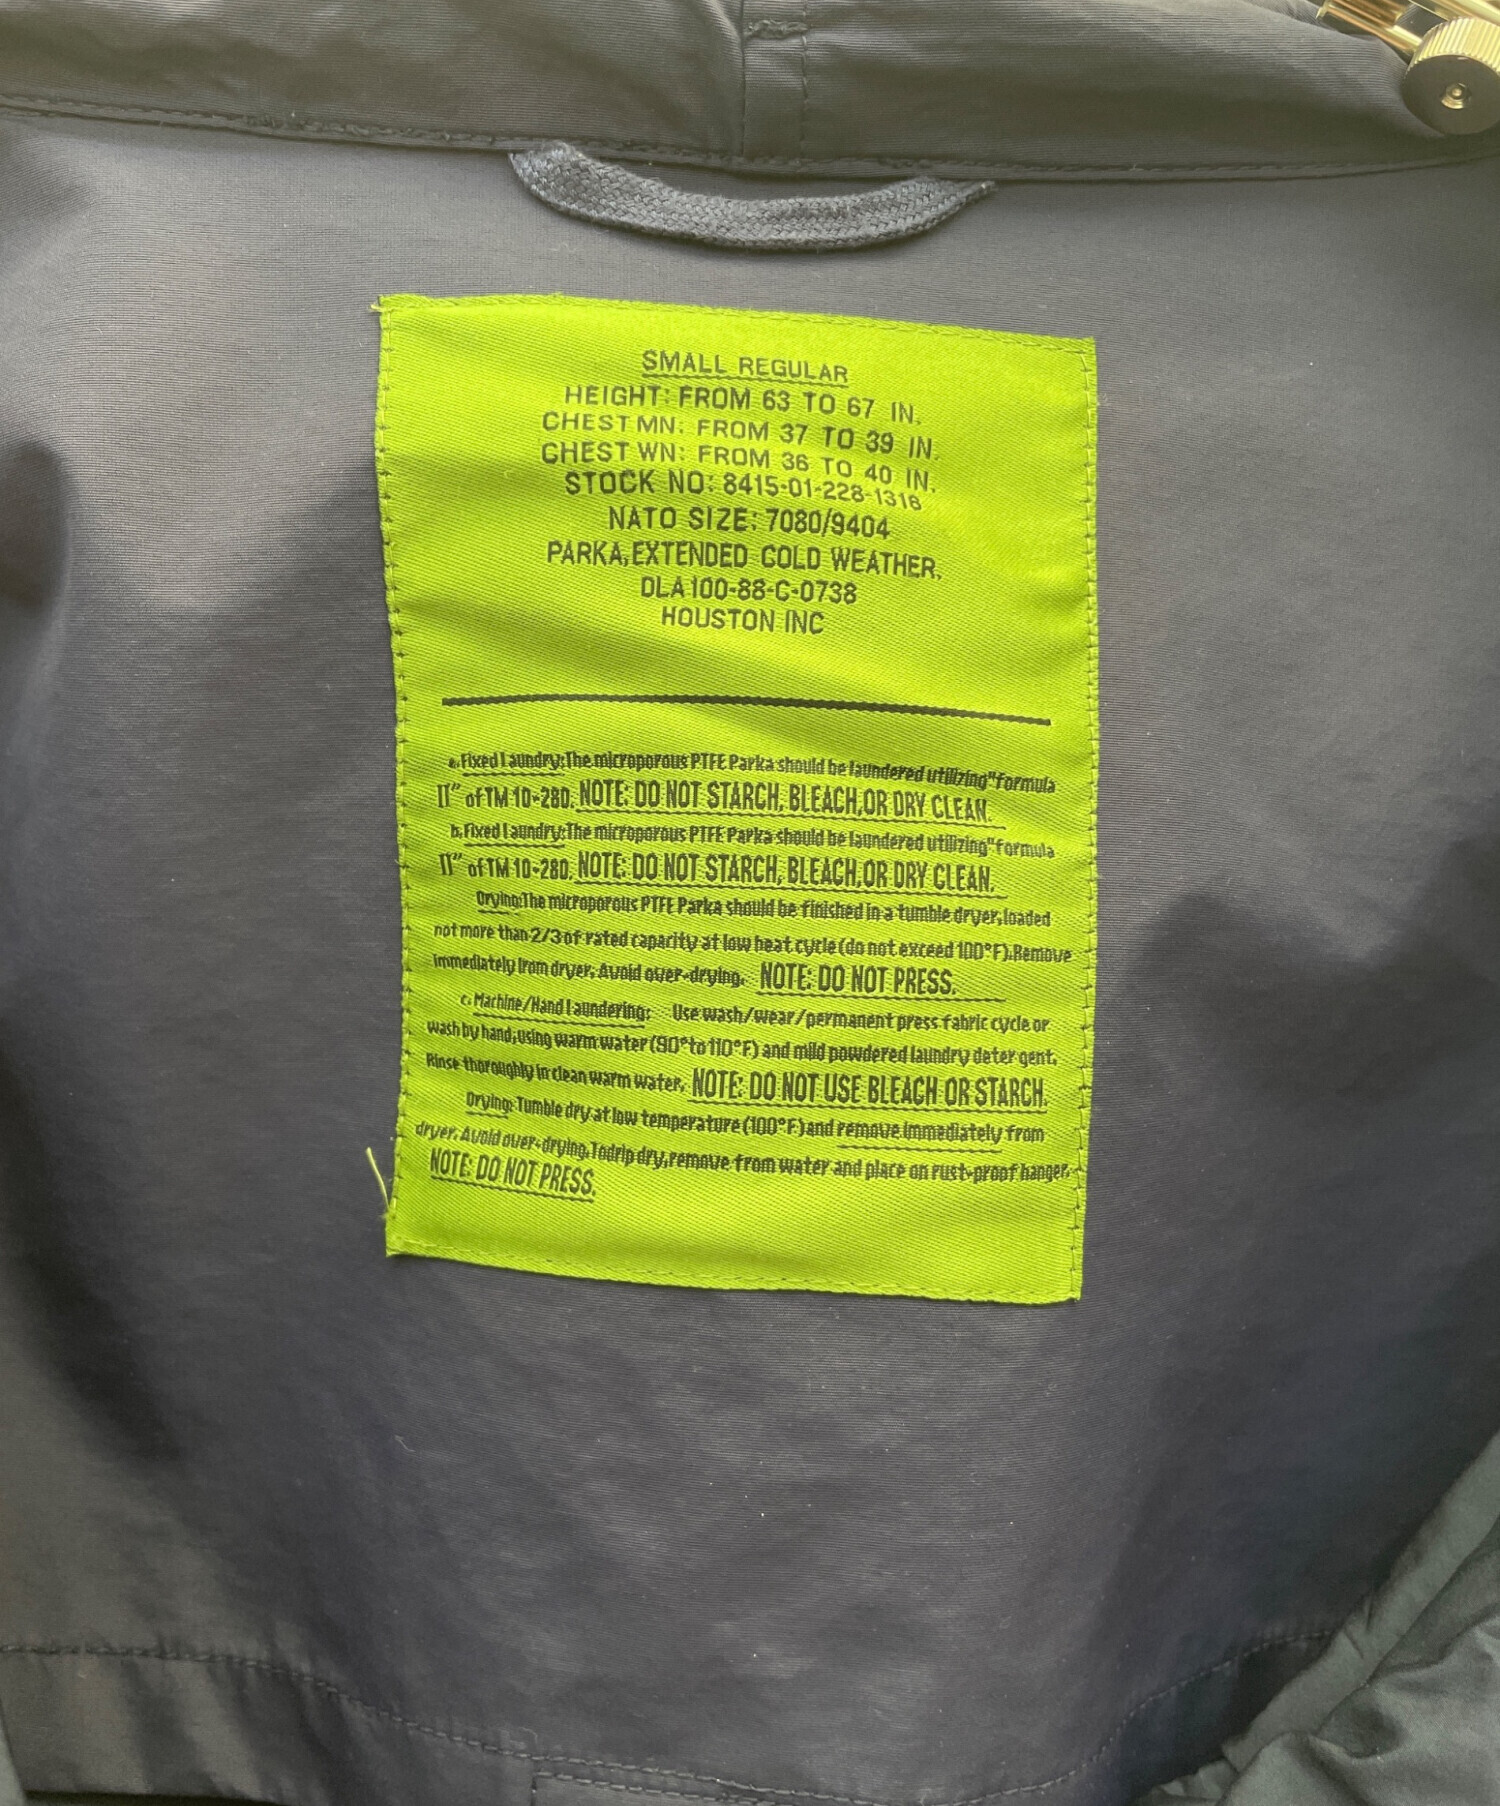 SMALL REGULAR
HEIGHT: FROM 63 TO 67 IN.
CHEST MN: FROM 37 TO 39 IN.
CHEST WN: FROM 36 TO 40 IN.
STOCK NO: 8415-01-228-1316
NATO SIZE: 7080/9404
PARKA, EXTENDED COLD WEATHER,
DLA100-88-C-0738
HOUSTON INC
a. Fixed Laundry: The microporous PTFE Parka should be laundered utilizing "formula
II" of TM 10-280. NOTE: DO NOT STARCH, BLEACH, OR DRY CLEAN.
b. Fixed Laundry: The microporous PTFE Parka should be laundered utilizing "formula
II" of TM 10-280. NOTE: DO NOT STARCH, BLEACH, OR DRY CLEAN.
Drying: The microporous PTFE Parka should be finished in a tumble dryer, loaded
not more than 2/3 of rated capacity at low heat cycle (do not exceed 100°F). Remove
immediately from dryer. Avoid over-drying. NOTE: DO NOT PRESS.
c. Machine/Hand Laundering: Use wash/wear/permanent press fabric cycle or
wash by hand, using warm water (90° to 110°F) and mild powdered laundry deter gent.
Rinse thoroughly in clean warm water. NOTE: DO NOT USE BLEACH OR STARCH.
Drying: Tumble dry at low temperature (100°F) and remove immediately from
dryer. Avoid over-drying. To drip dry, remove from water and place on rust-proof hanger.
NOTE: DO NOT PRESS.